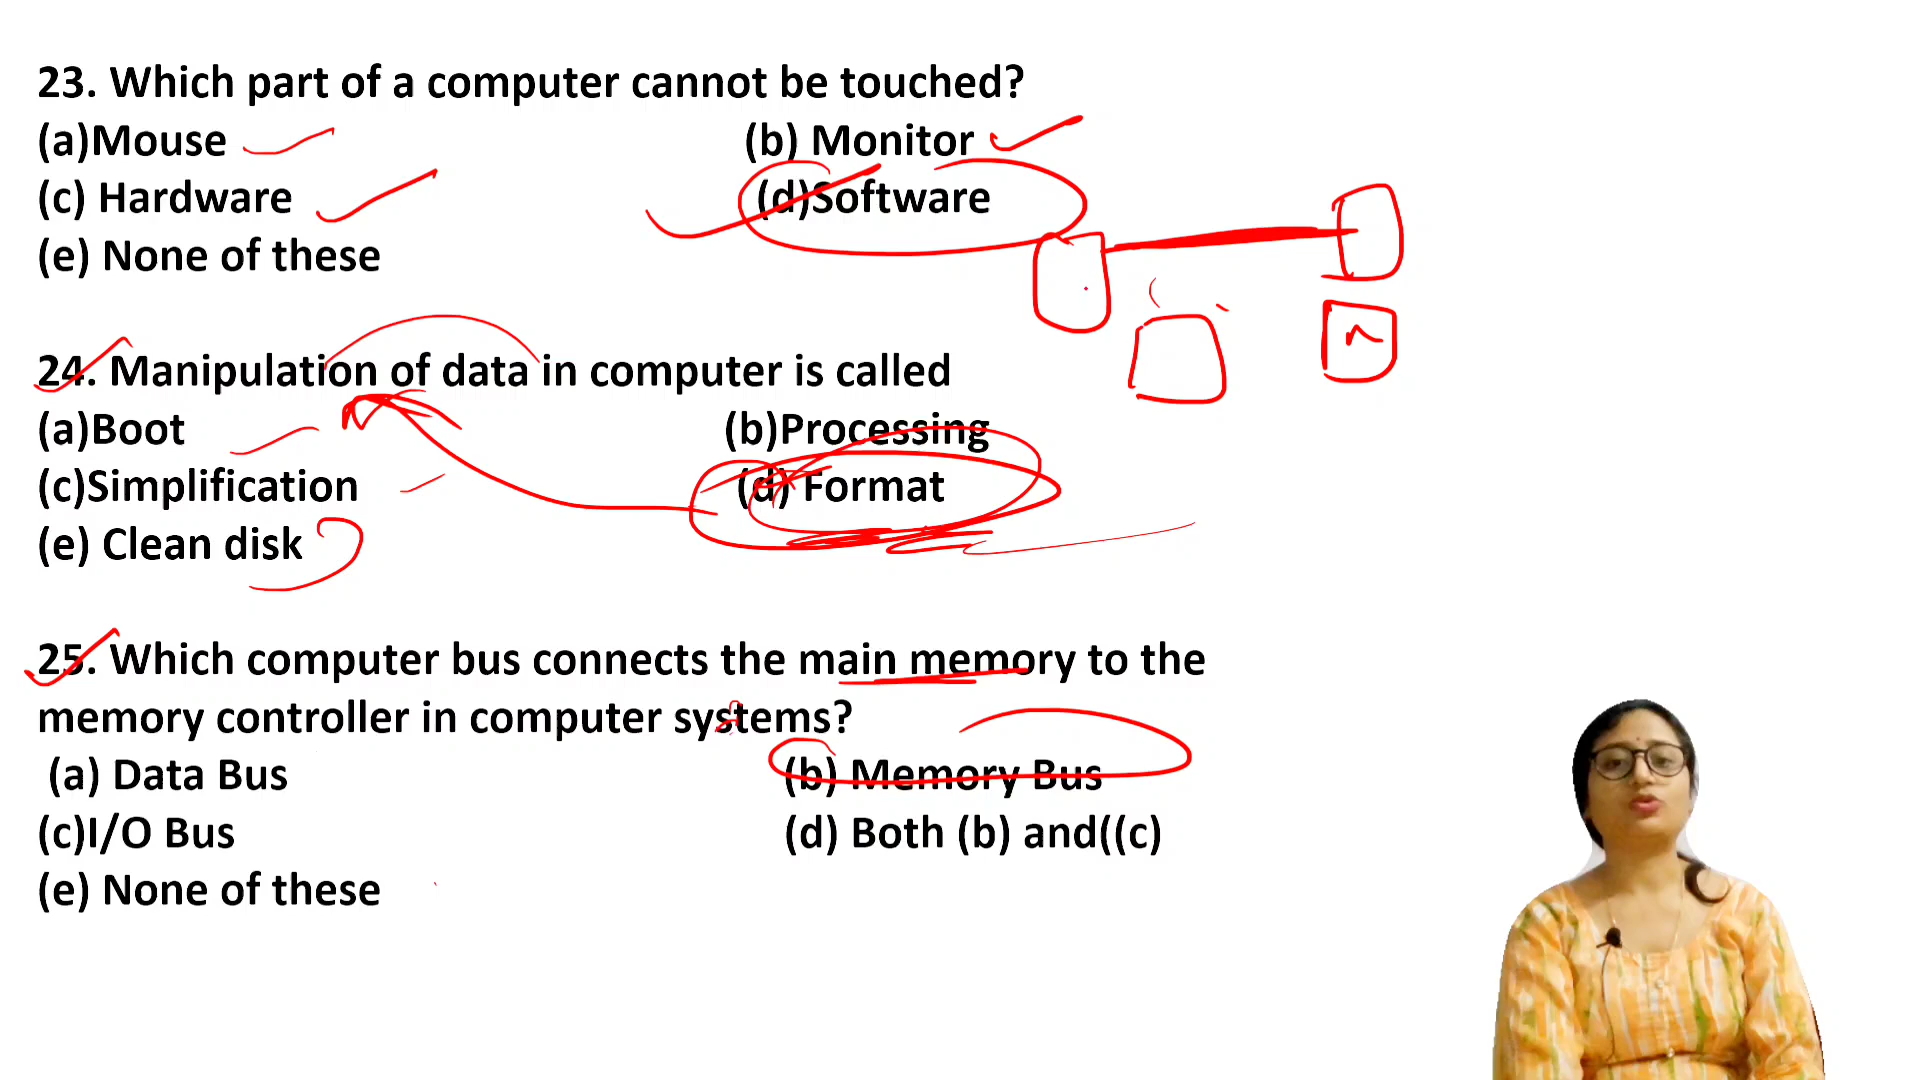 23. Which part of a computer cannot be touched?
(a)Mouse (b) Monitor
(c) Hardware (d)Software
(e) None of these
24. Manipulation of data in computer is called
(a)Boot (b)Processing
(c)Simplification (d) Format
(e) Clean disk
25. Which computer bus connects the main memory to the
memory controller in computer systems?
(a) Data Bus (b) Memory Bus
(c)I/O Bus (d) Both (b) and((c)
(e) None of these